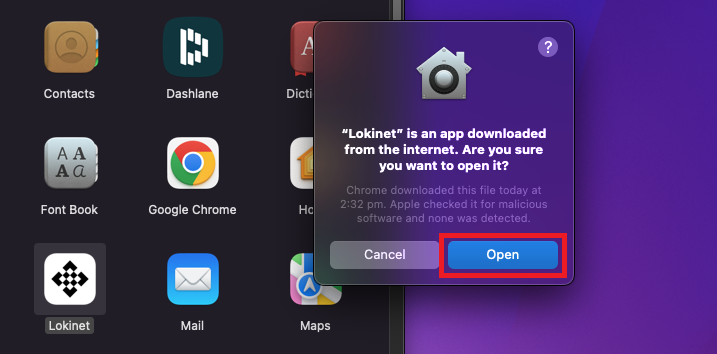 Contacts
Dashlane
Dictio
Font Book
Google Chrome
Ho
Lokinet
Mail
Maps
?
“Lokinet” is an app downloaded
from the internet. Are you sure
you want to open it?
Chrome downloaded this file today at
2:32 pm. Apple checked it for malicious
software and none was detected.
Cancel
Open